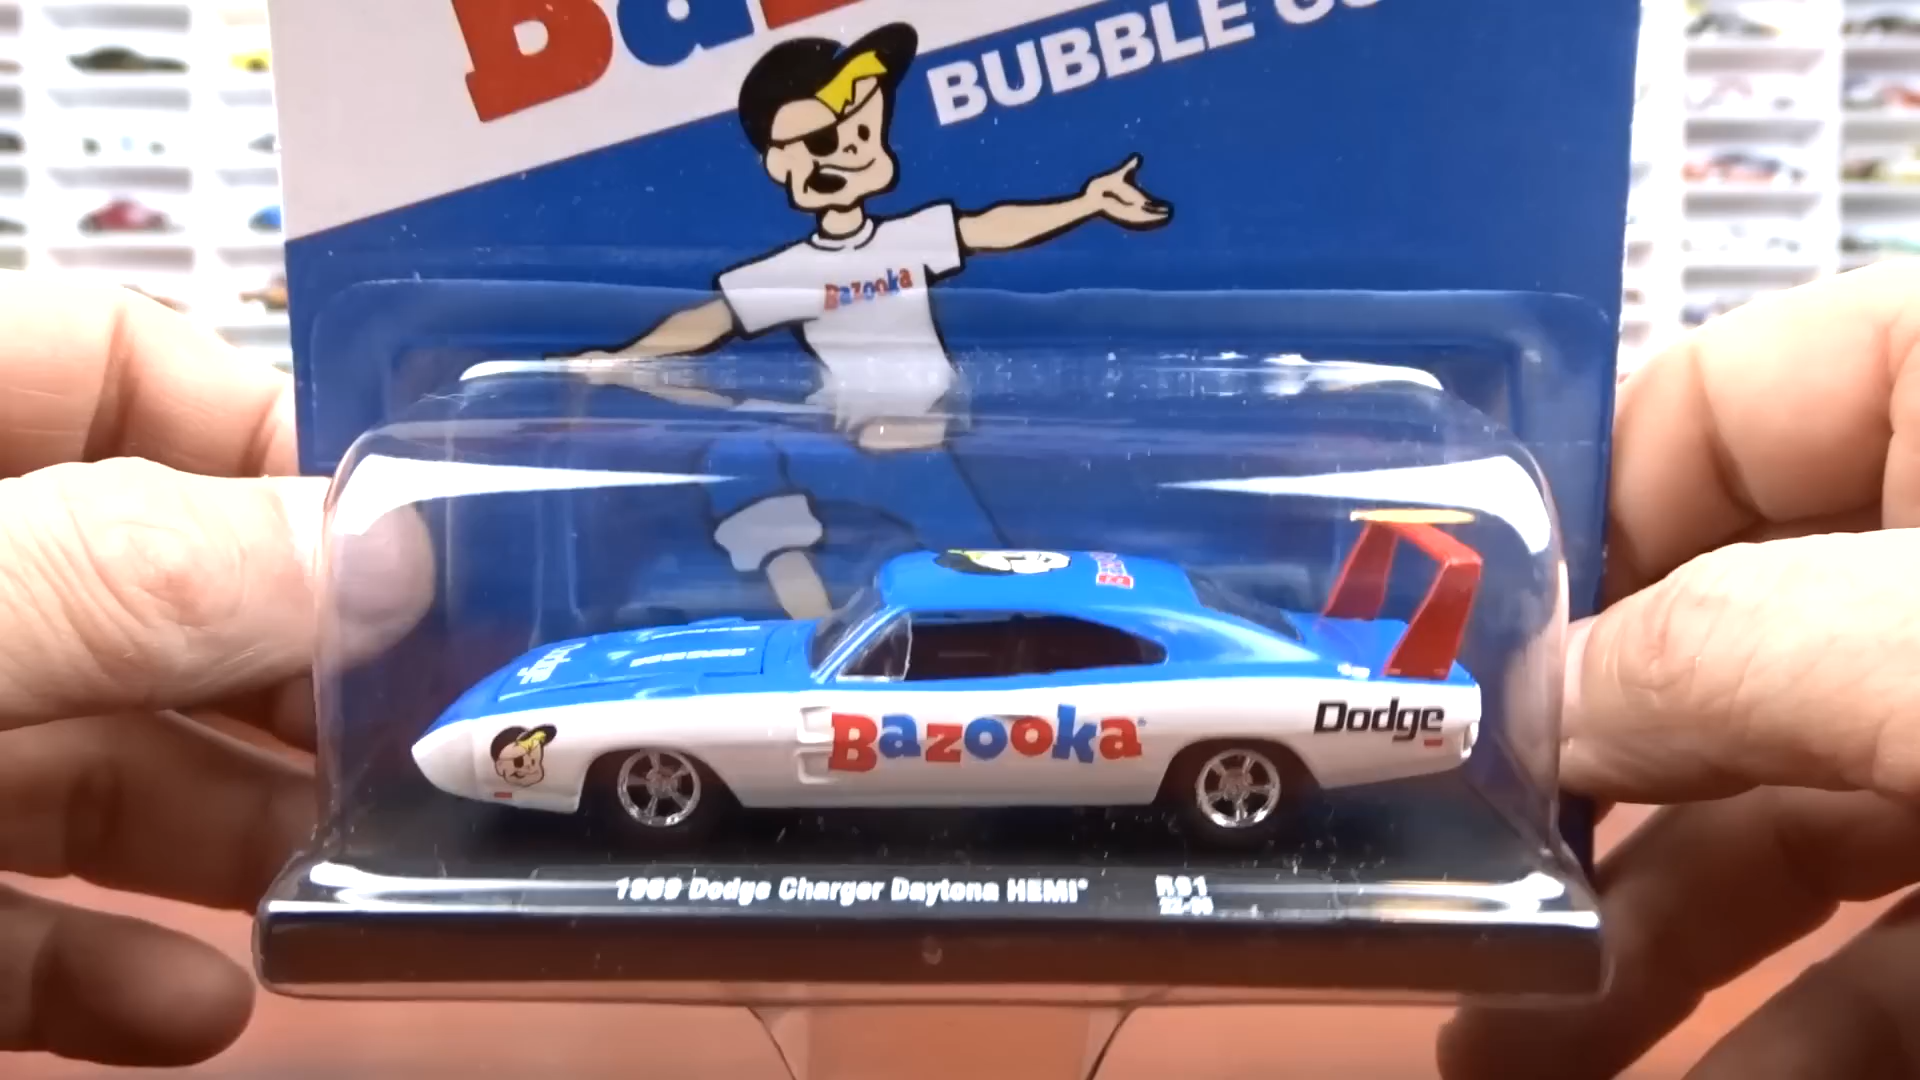 BUBBLE
Bazooka
Bazooka
Dodge
1969 Dodge Charger Daytona HEMI®
R91